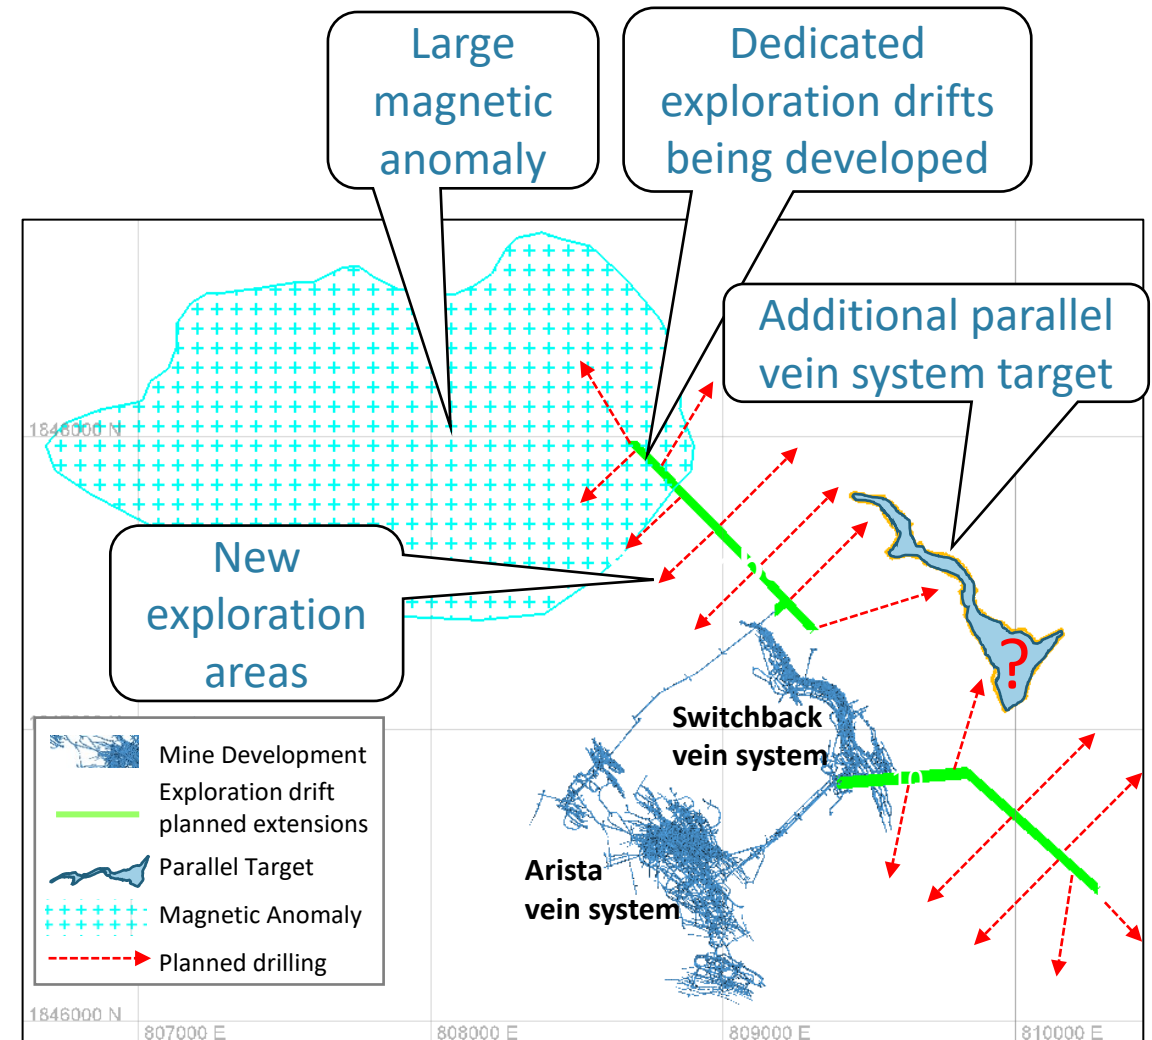 Large
magnetic
anomaly
Dedicated
exploration drifts
being developed
Additional parallel
vein system target
1848000 N
New
exploration
areas
?
Switchback
vein system
10
Arista
vein system
Mine Development
Exploration drift
planned extensions
Parallel Target
Magnetic Anomaly
Planned drilling
1846000 N
807000 E
808000 E
809000 E
810000 E